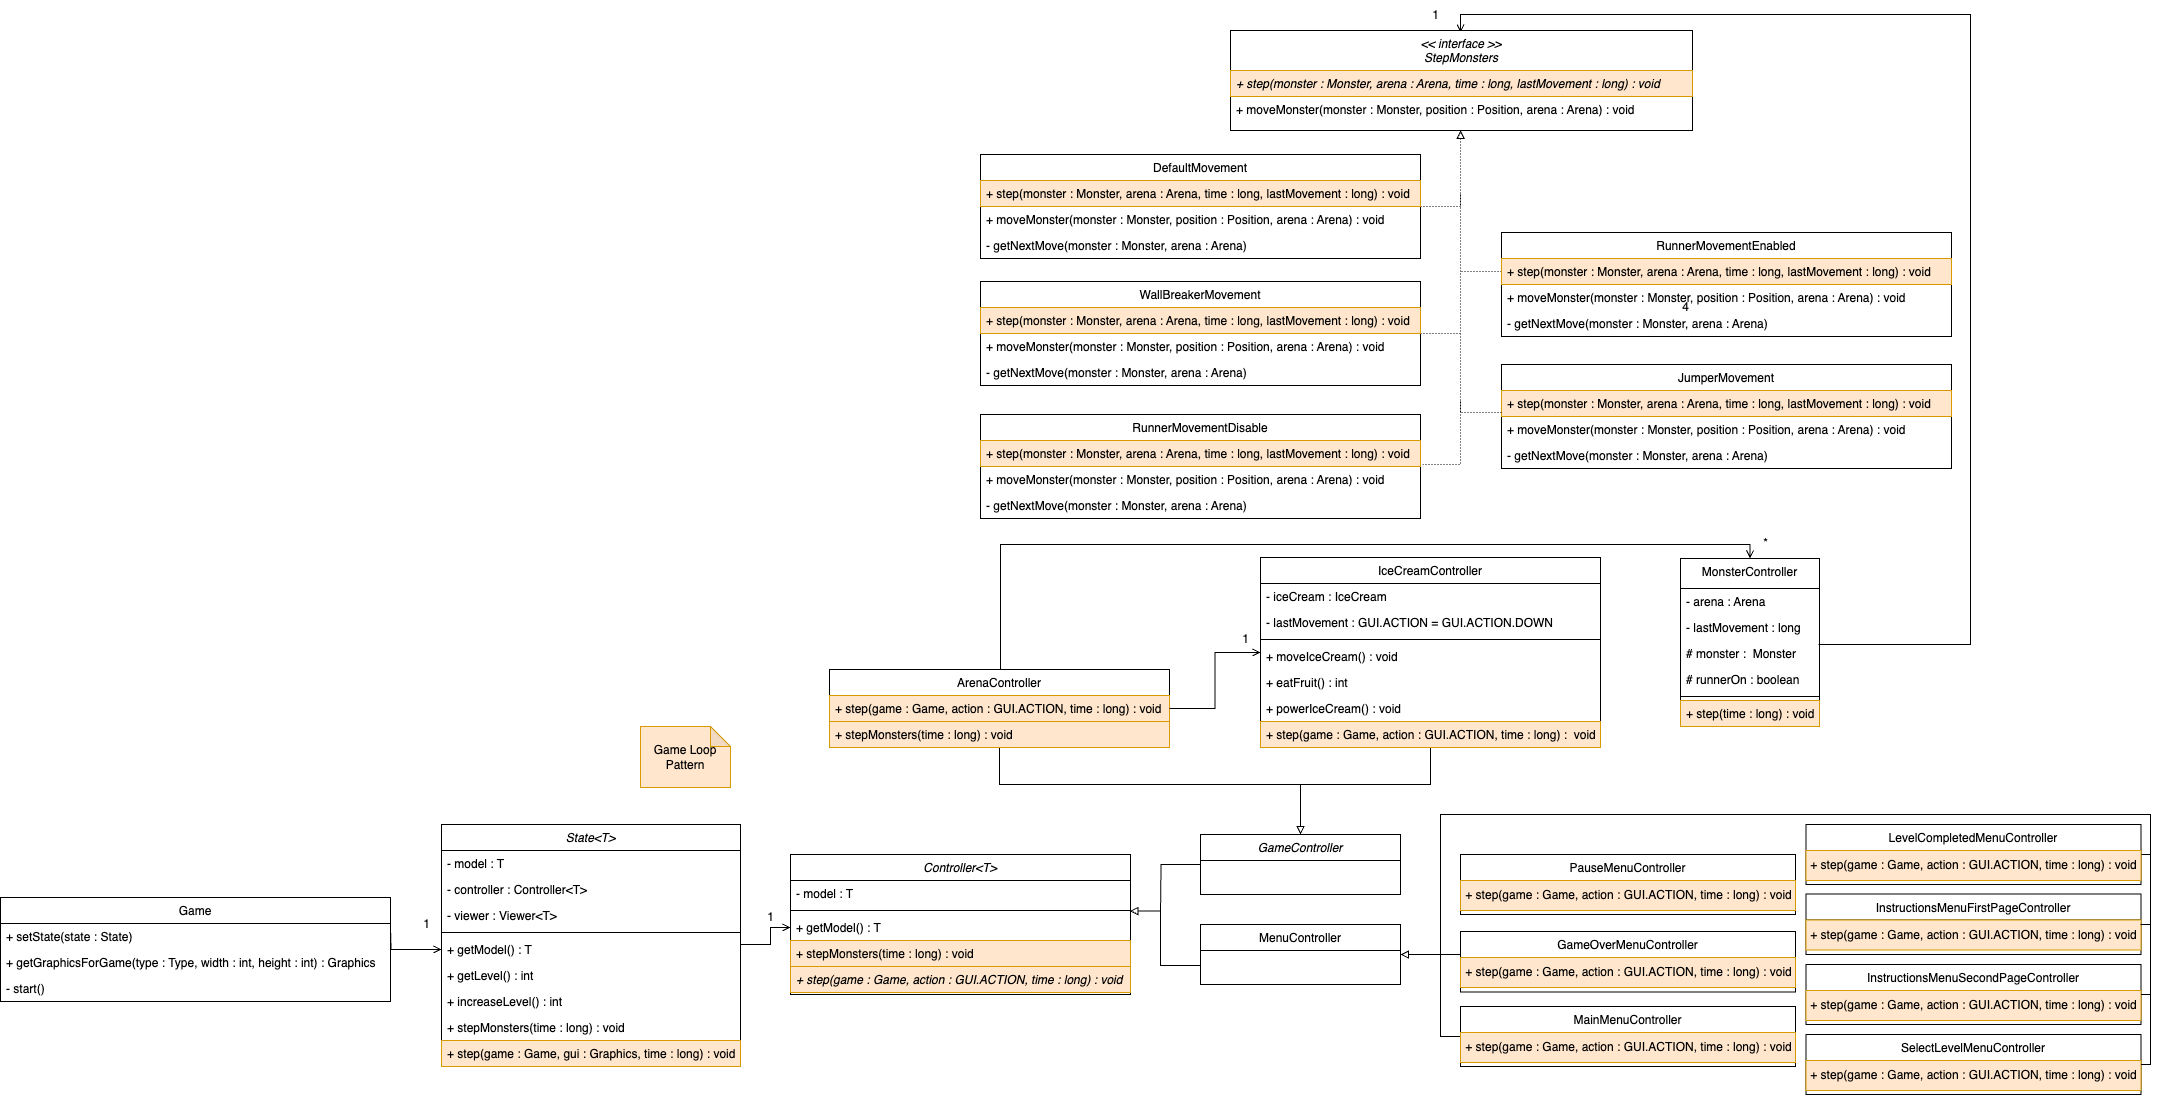 1
<< interface >>
StepMonsters
+ step(monster : Monster, arena : Arena, time : long, lastMovement : long) : void
+ moveMonster(monster : Monster, position : Position, arena : Arena) : void
DefaultMovement
+ step(monster : Monster, arena : Arena, time : long, lastMovement : long) : void
+ moveMonster(monster : Monster, position : Position, arena : Arena) : void
- getNextMove(monster : Monster, arena : Arena)
RunnerMovementEnabled
+ step(monster : Monster, arena : Arena, time : long, lastMovement : long) : void
+ moveMonster(monster : Monster, position : Position, arena : Arena) : void
4
- getNextMove(monster : Monster, arena : Arena)
WallBreakerMovement
+ step(monster : Monster, arena : Arena, time : long, lastMovement : long) : void
+ moveMonster(monster : Monster, position : Position, arena : Arena) : void
- getNextMove(monster : Monster, arena : Arena)
JumperMovement
+ step(monster : Monster, arena : Arena, time : long, lastMovement : long) : void
+ moveMonster(monster : Monster, position : Position, arena : Arena) : void
- getNextMove(monster : Monster, arena : Arena)
RunnerMovementDisable
+ step(monster : Monster, arena : Arena, time : long, lastMovement : long) : void
+ moveMonster(monster : Monster, position : Position, arena : Arena) : void
- getNextMove(monster : Monster, arena : Arena)
*
IceCreamController
- iceCream : IceCream
- lastMovement : GUI.ACTION = GUI.ACTION.DOWN
1
+ moveIceCream() : void
+ eatFruit() : int
+ powerIceCream() : void
+ step(game : Game, action : GUI.ACTION, time : long) :  void
MonsterController
- arena : Arena
- lastMovement : long
# monster :  Monster
# runnerOn : boolean
+ step(time : long) : void
ArenaController
+ step(game : Game, action : GUI.ACTION, time : long) : void
+ stepMonsters(time : long) : void
Game Loop
Pattern
Game
+ setState(state : State)
+ getGraphicsForGame(type : Type, width : int, height : int) : Graphics
- start()
1
State<T>
- model : T
- controller : Controller<T>
- viewer : Viewer<T>
+ getModel() : T
+ getLevel() : int
+ increaseLevel() : int
+ stepMonsters(time : long) : void
+ step(game : Game, gui : Graphics, time : long) : void
1
Controller<T>
- model : T
+ getModel() : T
+ stepMonsters(time : long) : void
+ step(game : Game, action : GUI.ACTION, time : long) : void
GameController
MenuController
PauseMenuController
+ step(game : Game, action : GUI.ACTION, time : long) : void
GameOverMenuController
+ step(game : Game, action : GUI.ACTION, time : long) : void
MainMenuController
+ step(game : Game, action : GUI.ACTION, time : long) : void
LevelCompletedMenuController
+ step(game : Game, action : GUI.ACTION, time : long) : void
InstructionsMenuFirstPageController
+ step(game : Game, action : GUI.ACTION, time : long) : void
InstructionsMenuSecondPageController
+ step(game : Game, action : GUI.ACTION, time : long) : void
SelectLevelMenuController
+ step(game : Game, action : GUI.ACTION, time : long) : void